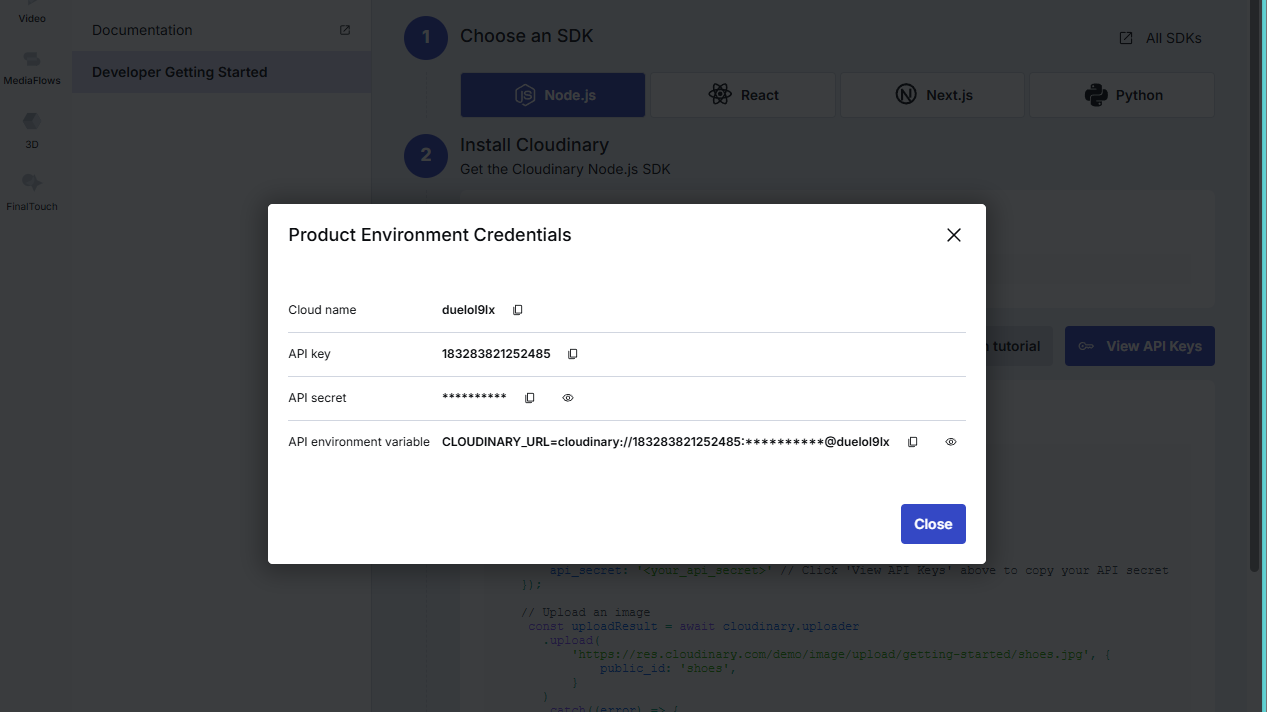 Video
MediaFlows
3D
FinalTouch
Documentation
Developer Getting Started
1
Choose an SDK
All SDKs
Node.js
React
Next.js
Python
2
Install Cloudinary
Get the Cloudinary Node.js SDK
tutorial
View API Keys
Product Environment Credentials
Cloud name duelol9lx
API key 183283821252485
API secret **********
API environment variable CLOUDINARY_URL=cloudinary://183283821252485:**********@duelol9lx
Close
api_secret: '<your_api_secret>' // Click 'View API Keys' above to copy your API secret
});
// Upload an image
const uploadResult = await cloudinary.uploader
.upload(
'https://res.cloudinary.com/demo/image/upload/getting-started/shoes.jpg', {
public_id: 'shoes',
}
)
.catch((error) => {